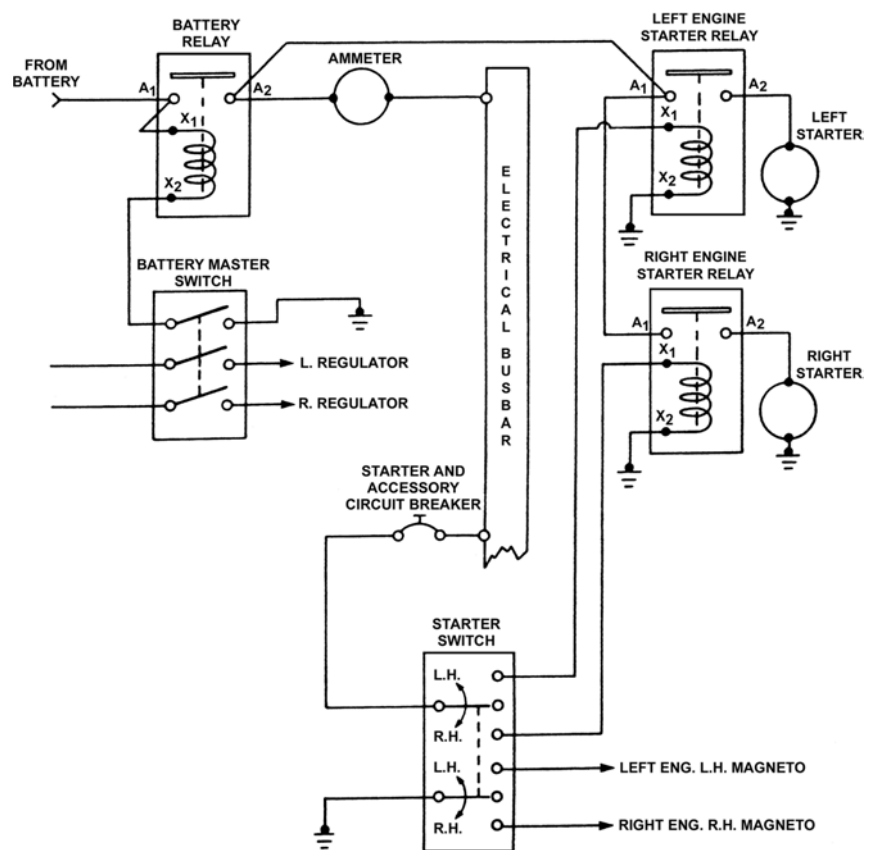 BATTERY
RELAY
FROM
BATTERY
A1
A2
X1
X2
AMMETER
LEFT ENGINE
STARTER RELAY
A1
A2
X1
X2
LEFT
STARTER
BATTERY MASTER
SWITCH
L. REGULATOR
R. REGULATOR
ELECTRICAL BUSBAR
RIGHT ENGINE
STARTER RELAY
A1
A2
X1
X2
RIGHT
STARTER
STARTER AND
ACCESSORY
CIRCUIT BREAKER
STARTER
SWITCH
L.H.
R.H.
L.H.
R.H.
LEFT ENG. L.H. MAGNETO
RIGHT ENG. R.H. MAGNETO